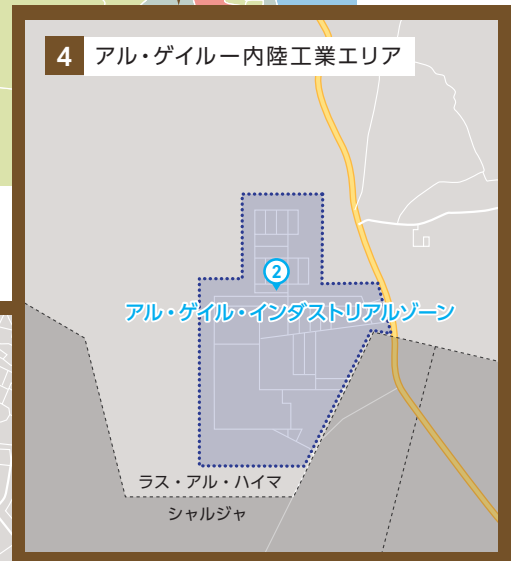 4 アル・ゲイルー内陸工業エリア
2
アル・ゲイル・インダストリアルゾーン
ラス・アル・ハイマ
シャルジャ